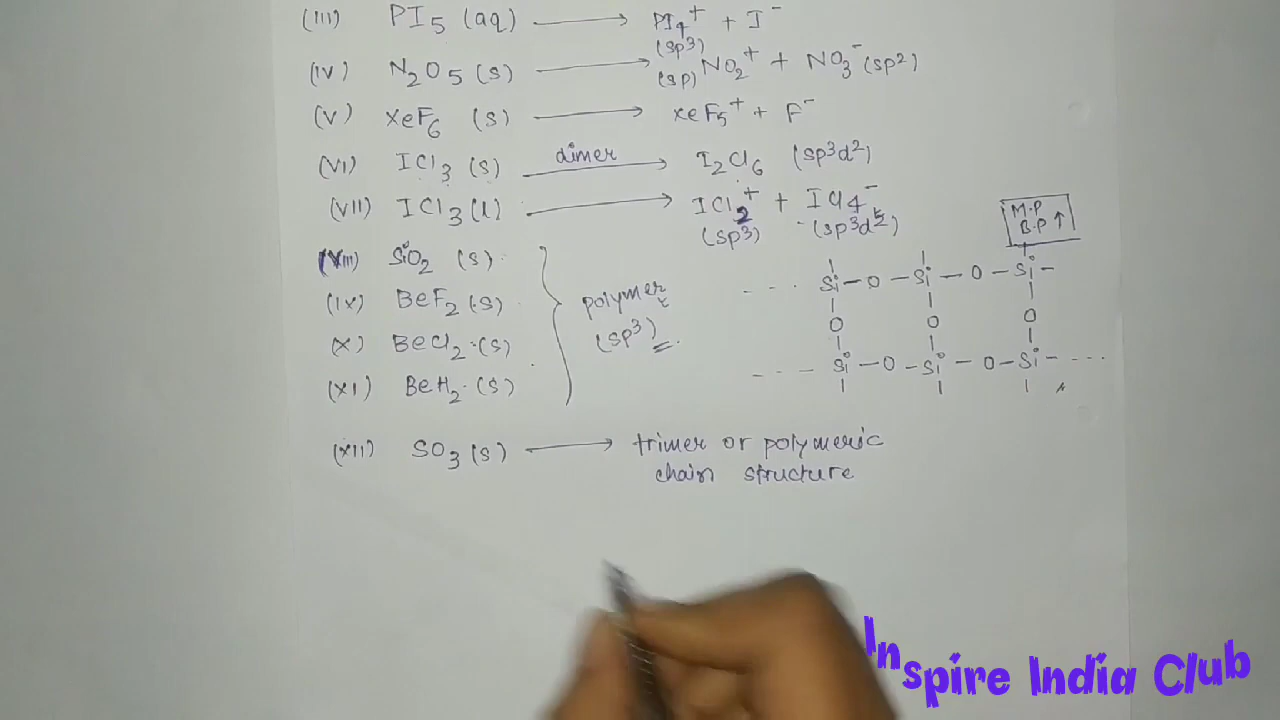 (III) PI5 (aq) ⟶ PI4+ + I-
(sp3)
(IV) N2O5 (s) ⟶ (sp) NO2+ + NO3- (sp2)
(V) XeF6 (s) ⟶ XeF5+ + F-
(VI) ICl3 (s) dimer ⟶ I2Cl6 (sp3d2)
(VII) ICl3 (l) ⟶ ICl2+ + ICl4-
(sp3) (sp3d2)
M.P
B.P ↑
(VIII) SiO2 (s)
(IX) BeF2 (s)
(X) BeCl2 (s)
(XI) BeH2 (s)
polymer
(sp3)
--- Si — O — Si — O — Si —
O O O
--- Si — O — Si — O — Si ---
(XII) SO3 (s) ⟶ trimer or polymeric
chain structure
Inspire India Club